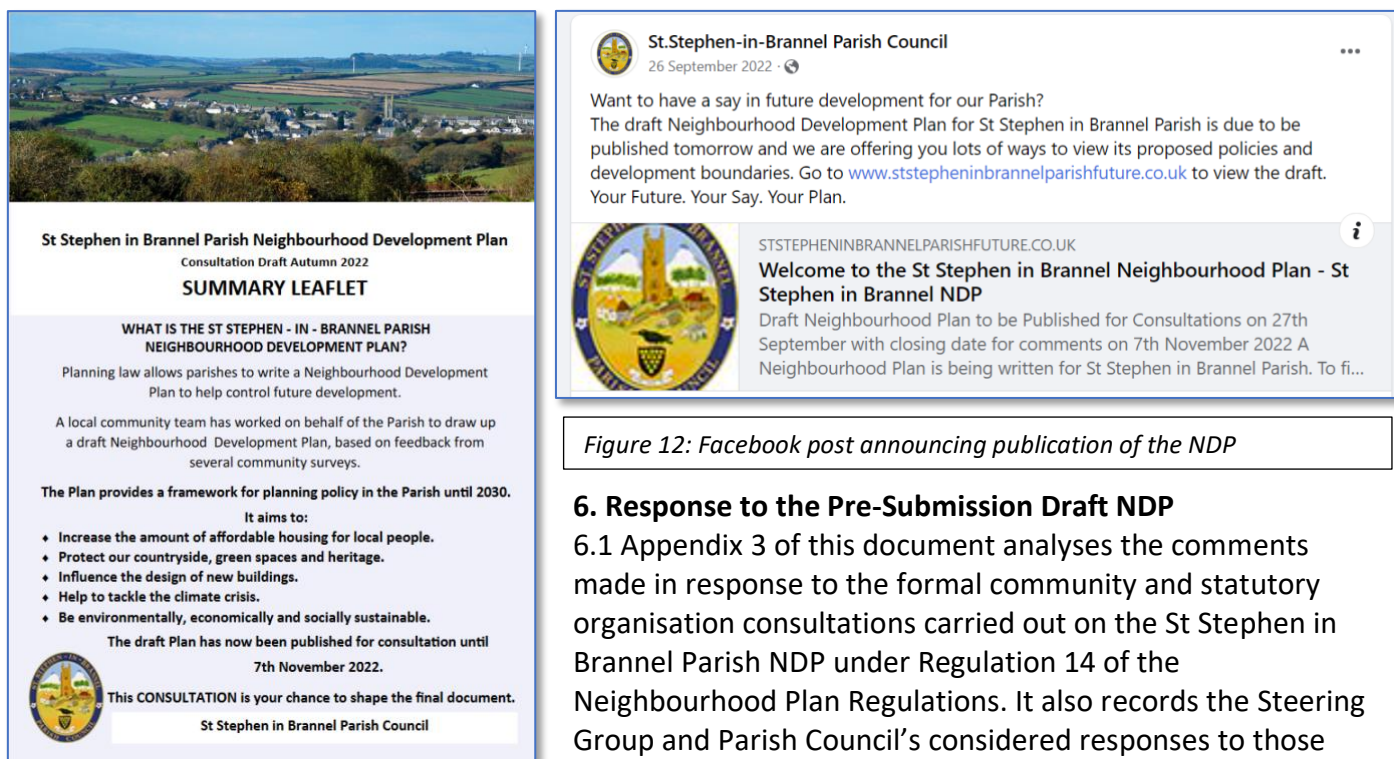 St Stephen in Brannel Parish Neighbourhood Development Plan
Consultation Draft Autumn 2022
SUMMARY LEAFLET
WHAT IS THE ST STEPHEN - IN - BRANNEL PARISH
NEIGHBOURHOOD DEVELOPMENT PLAN?
Planning law allows parishes to write a Neighbourhood Development
Plan to help control future development.
A local community team has worked on behalf of the Parish to draw up
a draft Neighbourhood Development Plan, based on feedback from
several community surveys.
The Plan provides a framework for planning policy in the Parish until 2030.
It aims to:
♦ Increase the amount of affordable housing for local people.
♦ Protect our countryside, green spaces and heritage.
♦ Influence the design of new buildings.
♦ Help to tackle the climate crisis.
♦ Be environmentally, economically and socially sustainable.
The draft Plan has now been published for consultation until
7th November 2022.
This CONSULTATION is your chance to shape the final document.
St Stephen in Brannel Parish Council
St.Stephen-in-Brannel Parish Council
26 September 2022 ·
Want to have a say in future development for our Parish?
The draft Neighbourhood Development Plan for St Stephen in Brannel Parish is due to be
published tomorrow and we are offering you lots of ways to view its proposed policies and
development boundaries. Go to www.ststepheninbrannelparishfuture.co.uk to view the draft.
Your Future. Your Say. Your Plan.
STSTEPHENINBRANNELPARISHFUTURE.CO.UK
Welcome to the St Stephen in Brannel Neighbourhood Plan - St
Stephen in Brannel NDP
Draft Neighbourhood Plan to be Published for Consultations on 27th
September with closing date for comments on 7th November 2022 A
Neighbourhood Plan is being written for St Stephen in Brannel Parish. To fi...
Figure 12: Facebook post announcing publication of the NDP
6. Response to the Pre-Submission Draft NDP
6.1 Appendix 3 of this document analyses the comments
made in response to the formal community and statutory
organisation consultations carried out on the St Stephen in
Brannel Parish NDP under Regulation 14 of the
Neighbourhood Plan Regulations. It also records the Steering
Group and Parish Council's considered responses to those